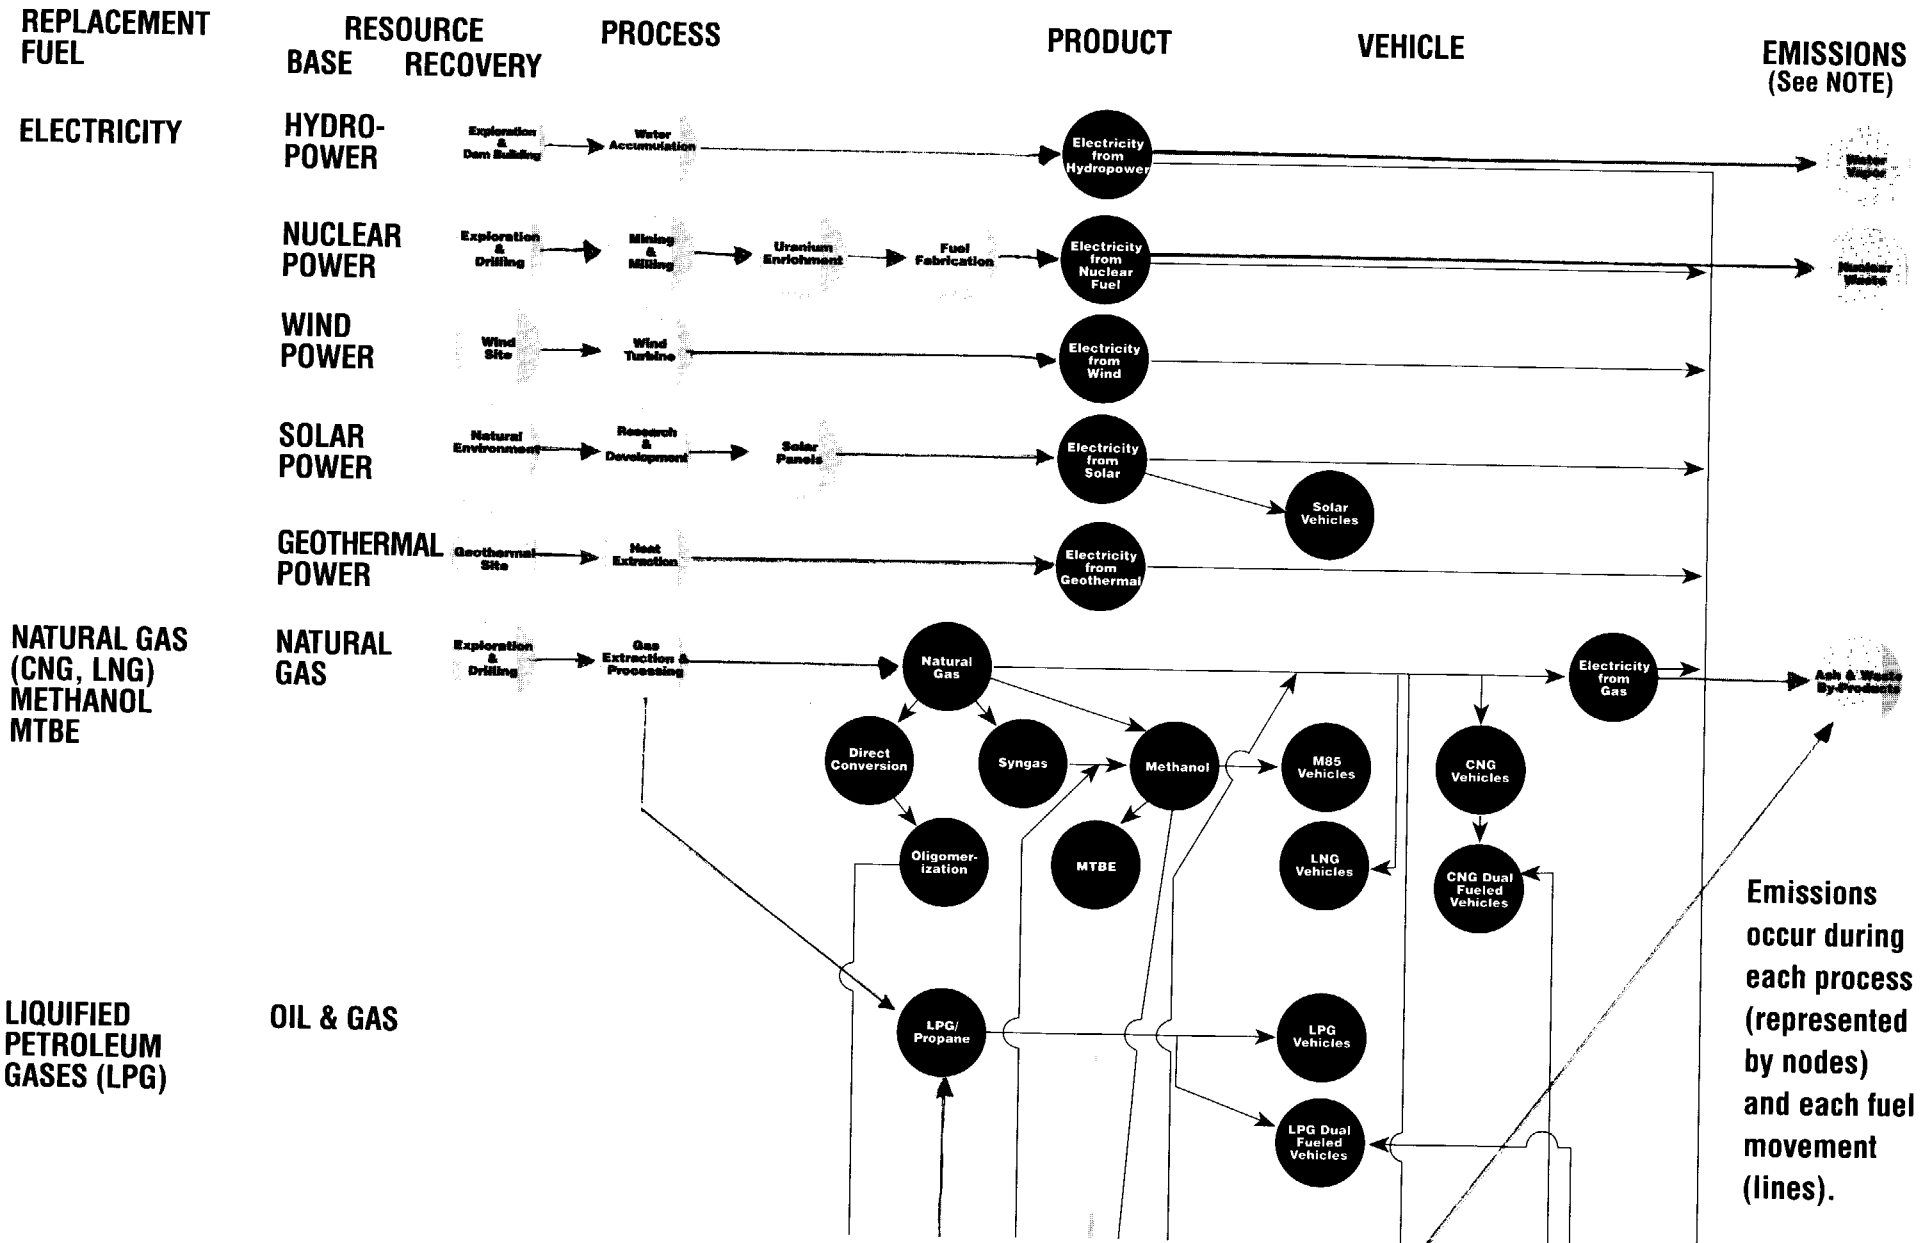 REPLACEMENT
FUEL
RESOURCE
BASE RECOVERY
PROCESS
PRODUCT
VEHICLE
EMISSIONS
(See NOTE)
ELECTRICITY
HYDRO-
POWER
Exploration
&
Dam Building
Water
Accumulation
Electricity
from
Hydropower
Water
Vapor
NUCLEAR
POWER
Exploration
&
Drilling
Mining
&
Milling
Uranium
Enrichment
Fuel
Fabrication
Electricity
from
Nuclear
Fuel
Nuclear
Waste
WIND
POWER
Wind
Site
Wind
Turbine
Electricity
from
Wind
SOLAR
POWER
Natural
Environment
Research
&
Development
Solar
Panels
Electricity
from
Solar
Solar
Vehicles
GEOTHERMAL
POWER
Geothermal
Site
Heat
Extraction
Electricity
from
Geothermal
NATURAL GAS
(CNG, LNG)
METHANOL
MTBE
NATURAL
GAS
Exploration
&
Drilling
Gas
Extraction &
Processing
Natural
Gas
Electricity
from
Gas
Ash & Waste
By-Products
Direct
Conversion
Syngas
Methanol
M85
Vehicles
CNG
Vehicles
Oligomer-
ization
MTBE
LNG
Vehicles
CNG Dual
Fueled
Vehicles
Emissions
occur during
each process
(represented
by nodes)
and each fuel
movement
(lines).
LIQUIFIED
PETROLEUM
GASES (LPG)
OIL & GAS
LPG/
Propane
LPG
Vehicles
LPG Dual
Fueled
Vehicles